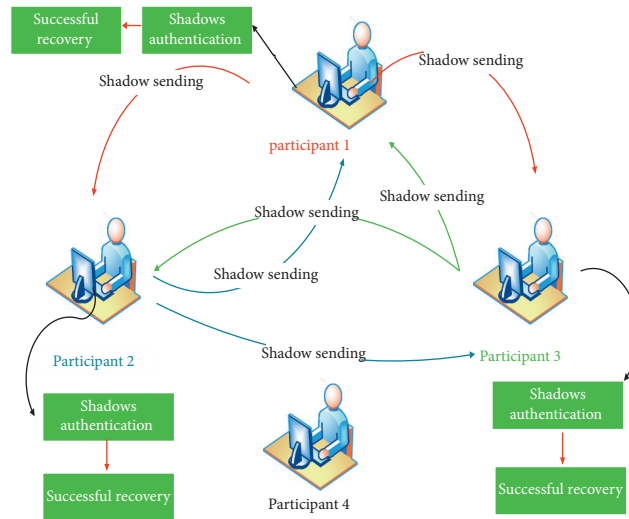 Successful
recovery
Shadows
authentication
Shadow sending
Shadow sending
participant 1
Shadow sending
Shadow sending
Shadow sending
Shadow sending
Participant 2
Participant 3
Shadows
authentication
Successful recovery
Participant 4
Shadows
authentication
Successful recovery